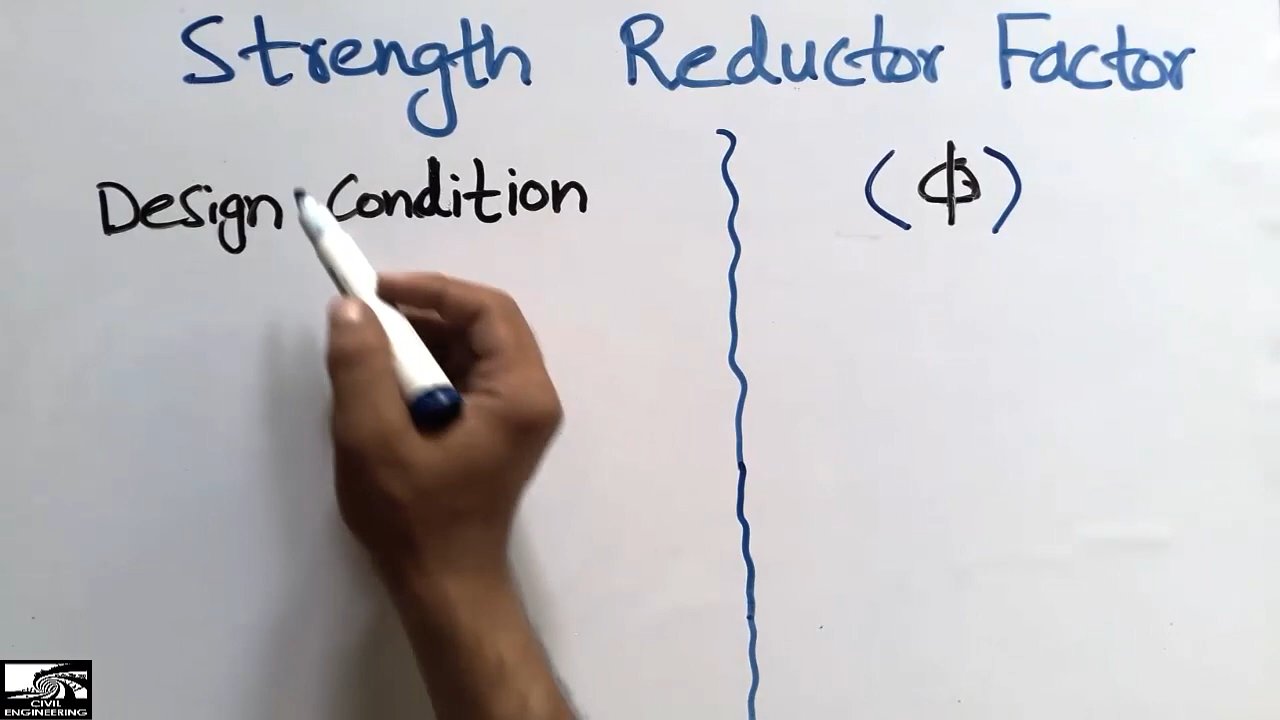 Strength Reductor Factor
Design Condition
(Φ)
CIVIL
ENGINEERING